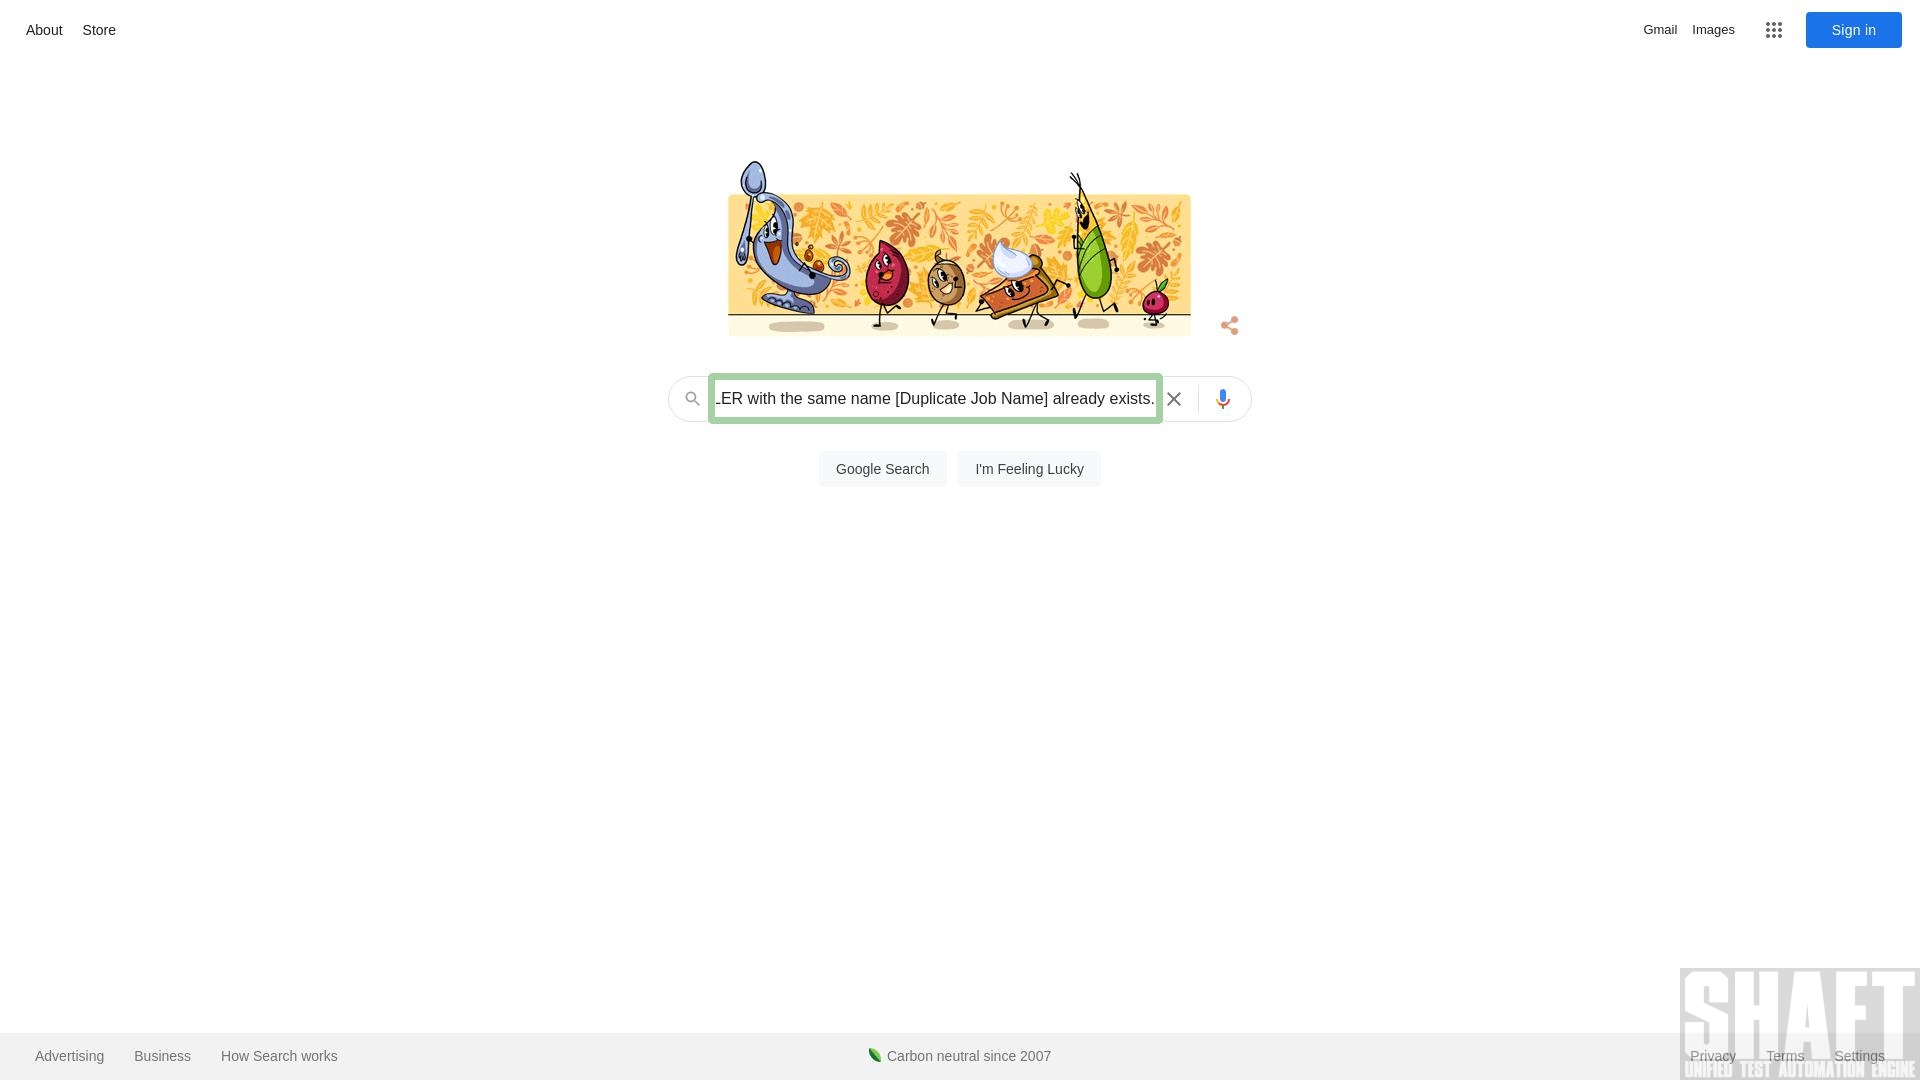 About Store
Gmail Images Sign in
LER with the same name [Duplicate Job Name] already exists.
Google Search I'm Feeling Lucky
Advertising Business How Search works
Carbon neutral since 2007
Privacy Terms Settings
SHAFT
UNIFIED TEST AUTOMATION ENGINE